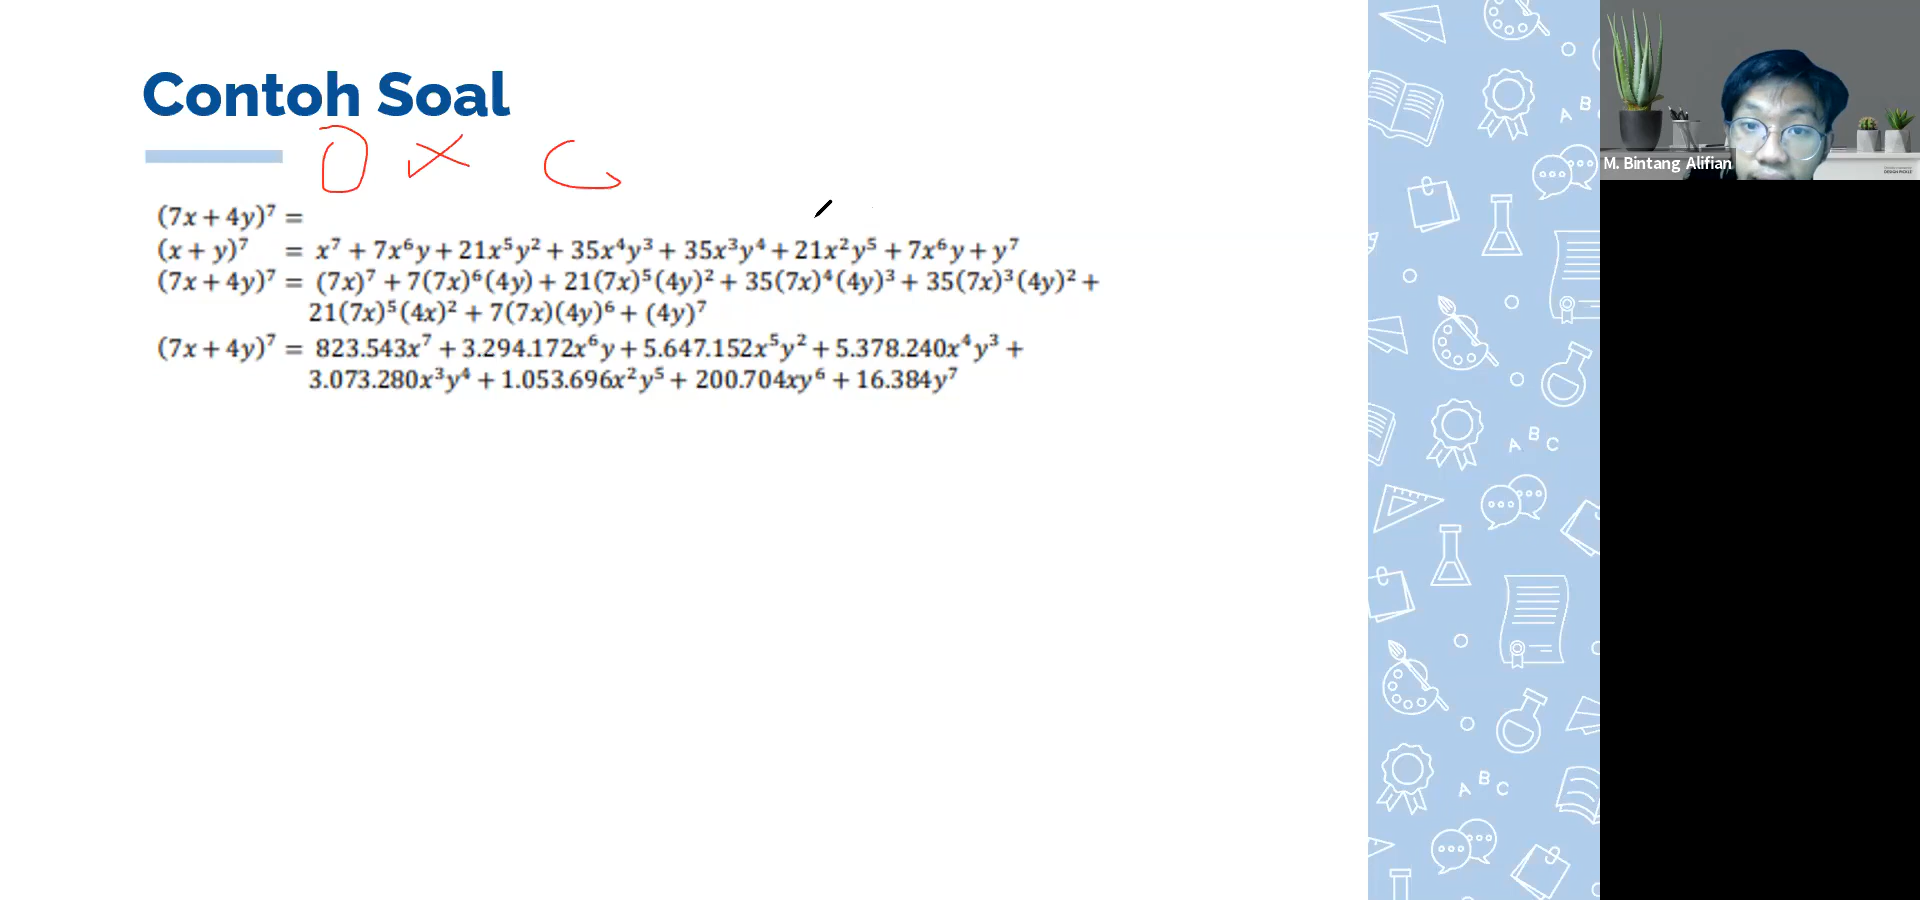 Contoh Soal
0 × C
(7x + 4y)⁷ =
(x + y)⁷ = x⁷ + 7x⁶y + 21x⁵y² + 35x⁴y³ + 35x³y⁴ + 21x²y⁵ + 7x⁶y + y⁷
(7x + 4y)⁷ = (7x)⁷ + 7(7x)⁶(4y) + 21(7x)⁵(4y)² + 35(7x)⁴(4y)³ + 35(7x)³(4y)² +
21(7x)⁵(4x)² + 7(7x)(4y)⁶ + (4y)⁷
(7x + 4y)⁷ = 823.543x⁷ + 3.294.172x⁶y + 5.647.152x⁵y² + 5.378.240x⁴y³ +
3.073.280x³y⁴ + 1.053.696x²y⁵ + 200.704xy⁶ + 16.384y⁷
A B
A B C
A B C
M. Bintang Alifian